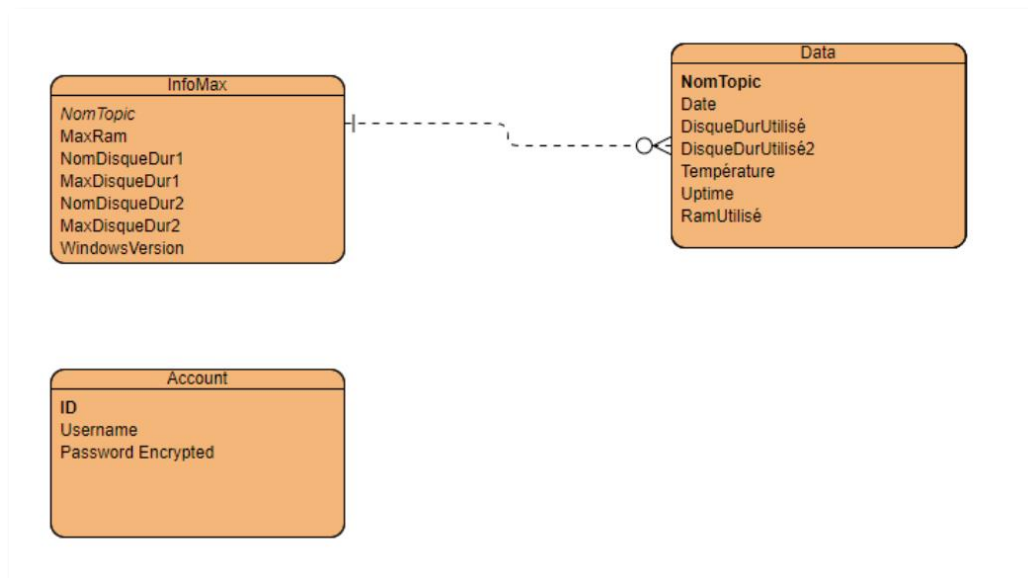 InfoMax
NomTopic
MaxRam
NomDisqueDur1
MaxDisqueDur1
NomDisqueDur2
MaxDisqueDur2
WindowsVersion
Data
NomTopic
Date
DisqueDurUtilisé
DisqueDurUtilisé2
Température
Uptime
RamUtilisé
Account
ID
Username
Password Encrypted